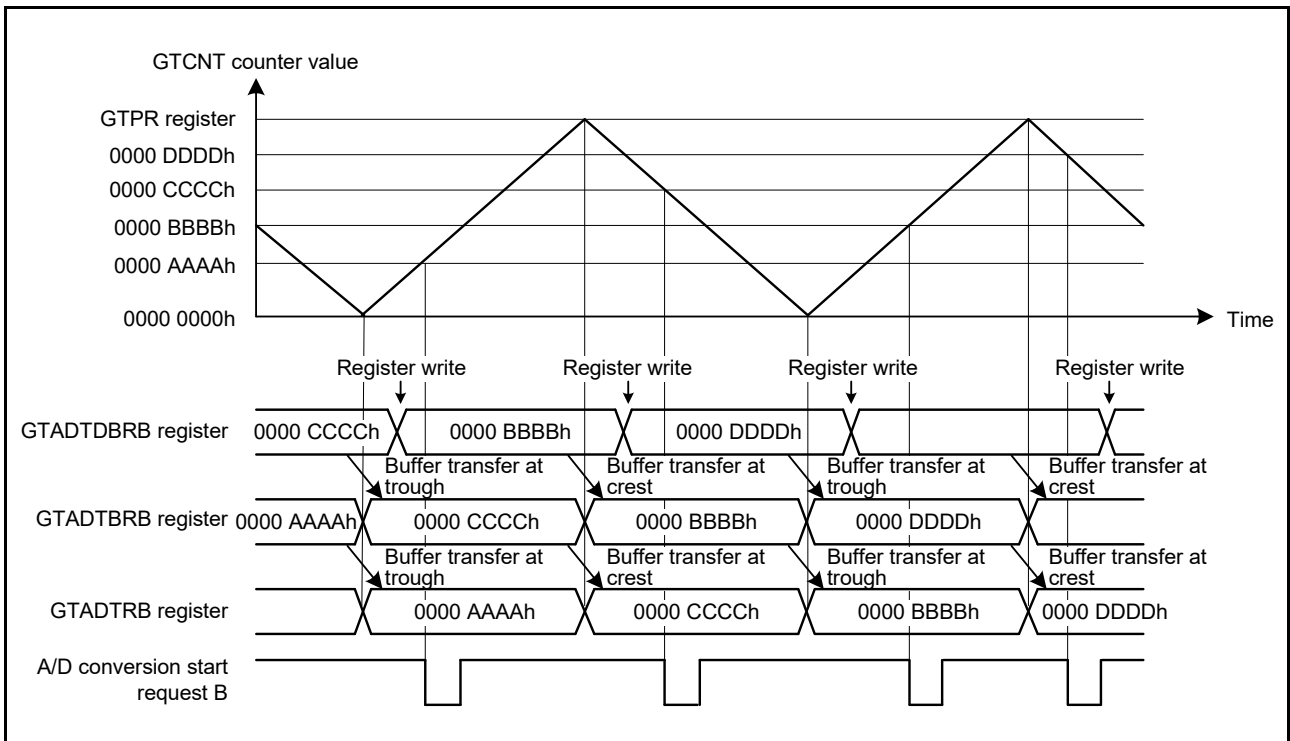 GTCNT counter value
GTPR register
0000 DDDDh
0000 CCCCh
0000 BBBBh
0000 AAAAh
0000 0000h
Time
Register write Register write Register write Register write
GTADTDBRB register 0000 CCCCh 0000 BBBBh 0000 DDDDh
Buffer transfer at trough
Buffer transfer at crest
Buffer transfer at trough
Buffer transfer at crest
GTADTBRB register 0000 AAAAh 0000 CCCCh 0000 BBBBh 0000 DDDDh
Buffer transfer at trough
Buffer transfer at crest
Buffer transfer at trough
Buffer transfer at crest
GTADTRB register 0000 AAAAh 0000 CCCCh 0000 BBBBh 0000 DDDDh
A/D conversion start
request B